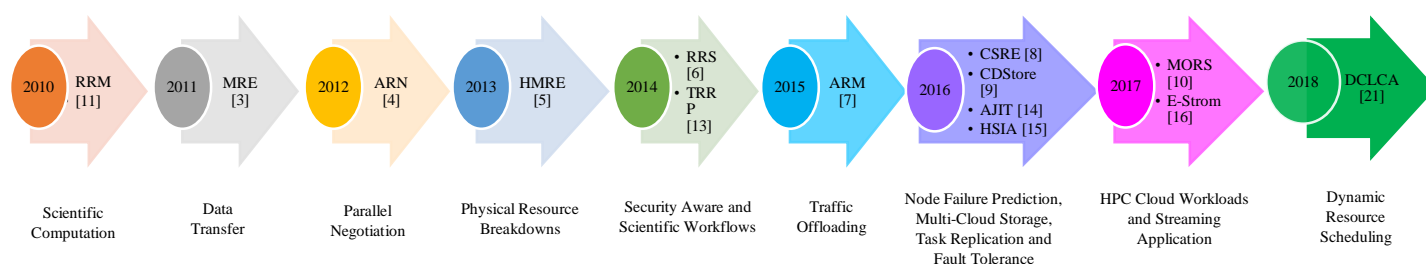 2010
RRM
[11]
2011
MRE
[3]
2012
ARN
[4]
2013
HMRE
[5]
2014
• RRS
[6]
• TRR
P
[13]
2015
ARM
[7]
2016
• CSRE [8]
• CDStore
[9]
• AJIT [14]
• HSIA [15]
2017
• MORS
[10]
• E-Strom
[16]
2018
DCLCA
[21]
Scientific
Computation
Data
Transfer
Parallel
Negotiation
Physical Resource
Breakdowns
Security Aware and
Scientific Workflows
Traffic
Offloading
Node Failure Prediction,
Multi-Cloud Storage,
Task Replication and
Fault Tolerance
HPC Cloud Workloads
and Streaming
Application
Dynamic
Resource
Scheduling